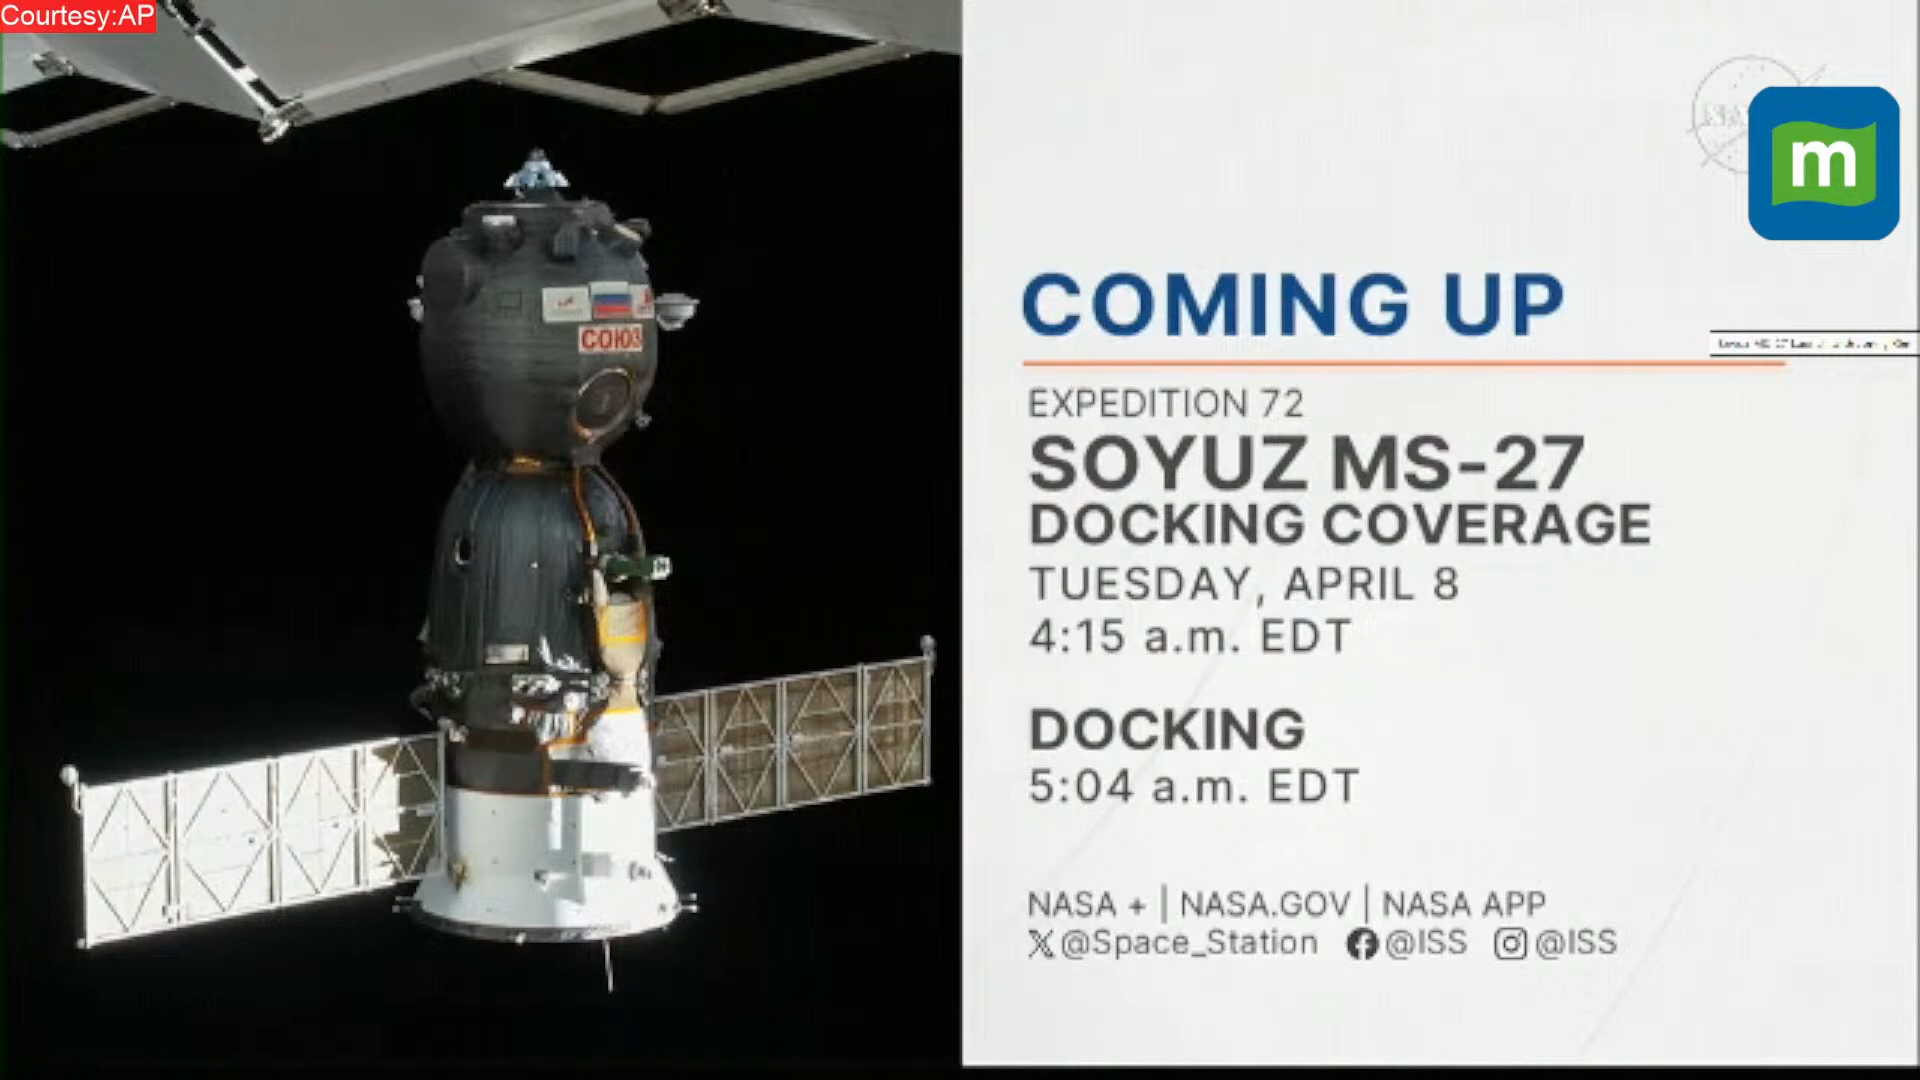 Courtesy:AP
СОЮЗ
m
COMING UP
EXPEDITION 72
SOYUZ MS-27
DOCKING COVERAGE
TUESDAY, APRIL 8
4:15 a.m. EDT
DOCKING
5:04 a.m. EDT
NASA + | NASA.GOV | NASA APP
X @Space_Station @ISS @ISS